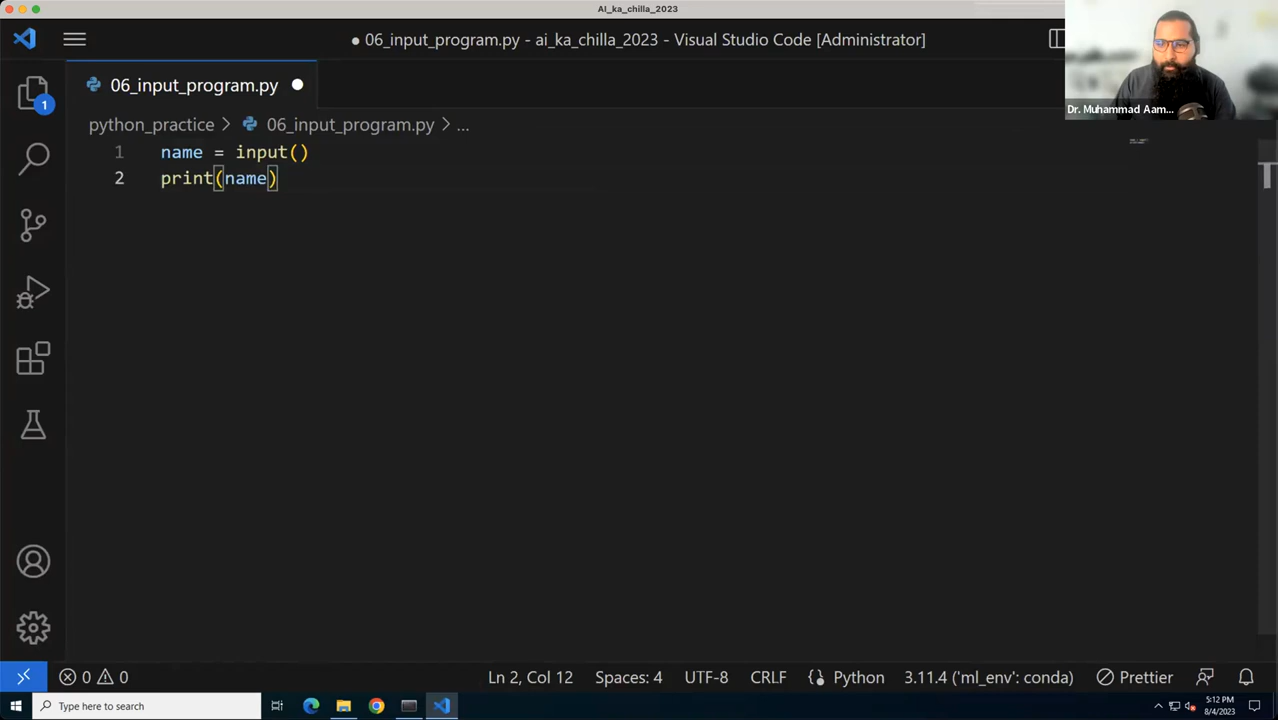 AI_ka_chilla_2023
● 06_input_program.py - ai_ka_chilla_2023 - Visual Studio Code [Administrator]
Dr. Muhammad Aam...
1
06_input_program.py
python_practice > 06_input_program.py > ...
1 name = input()
2 print(name)
0 0 Ln 2, Col 12 Spaces: 4 UTF-8 CRLF Python 3.11.4 ('ml_env': conda) Prettier
Type here to search
5:12 PM
8/4/2023